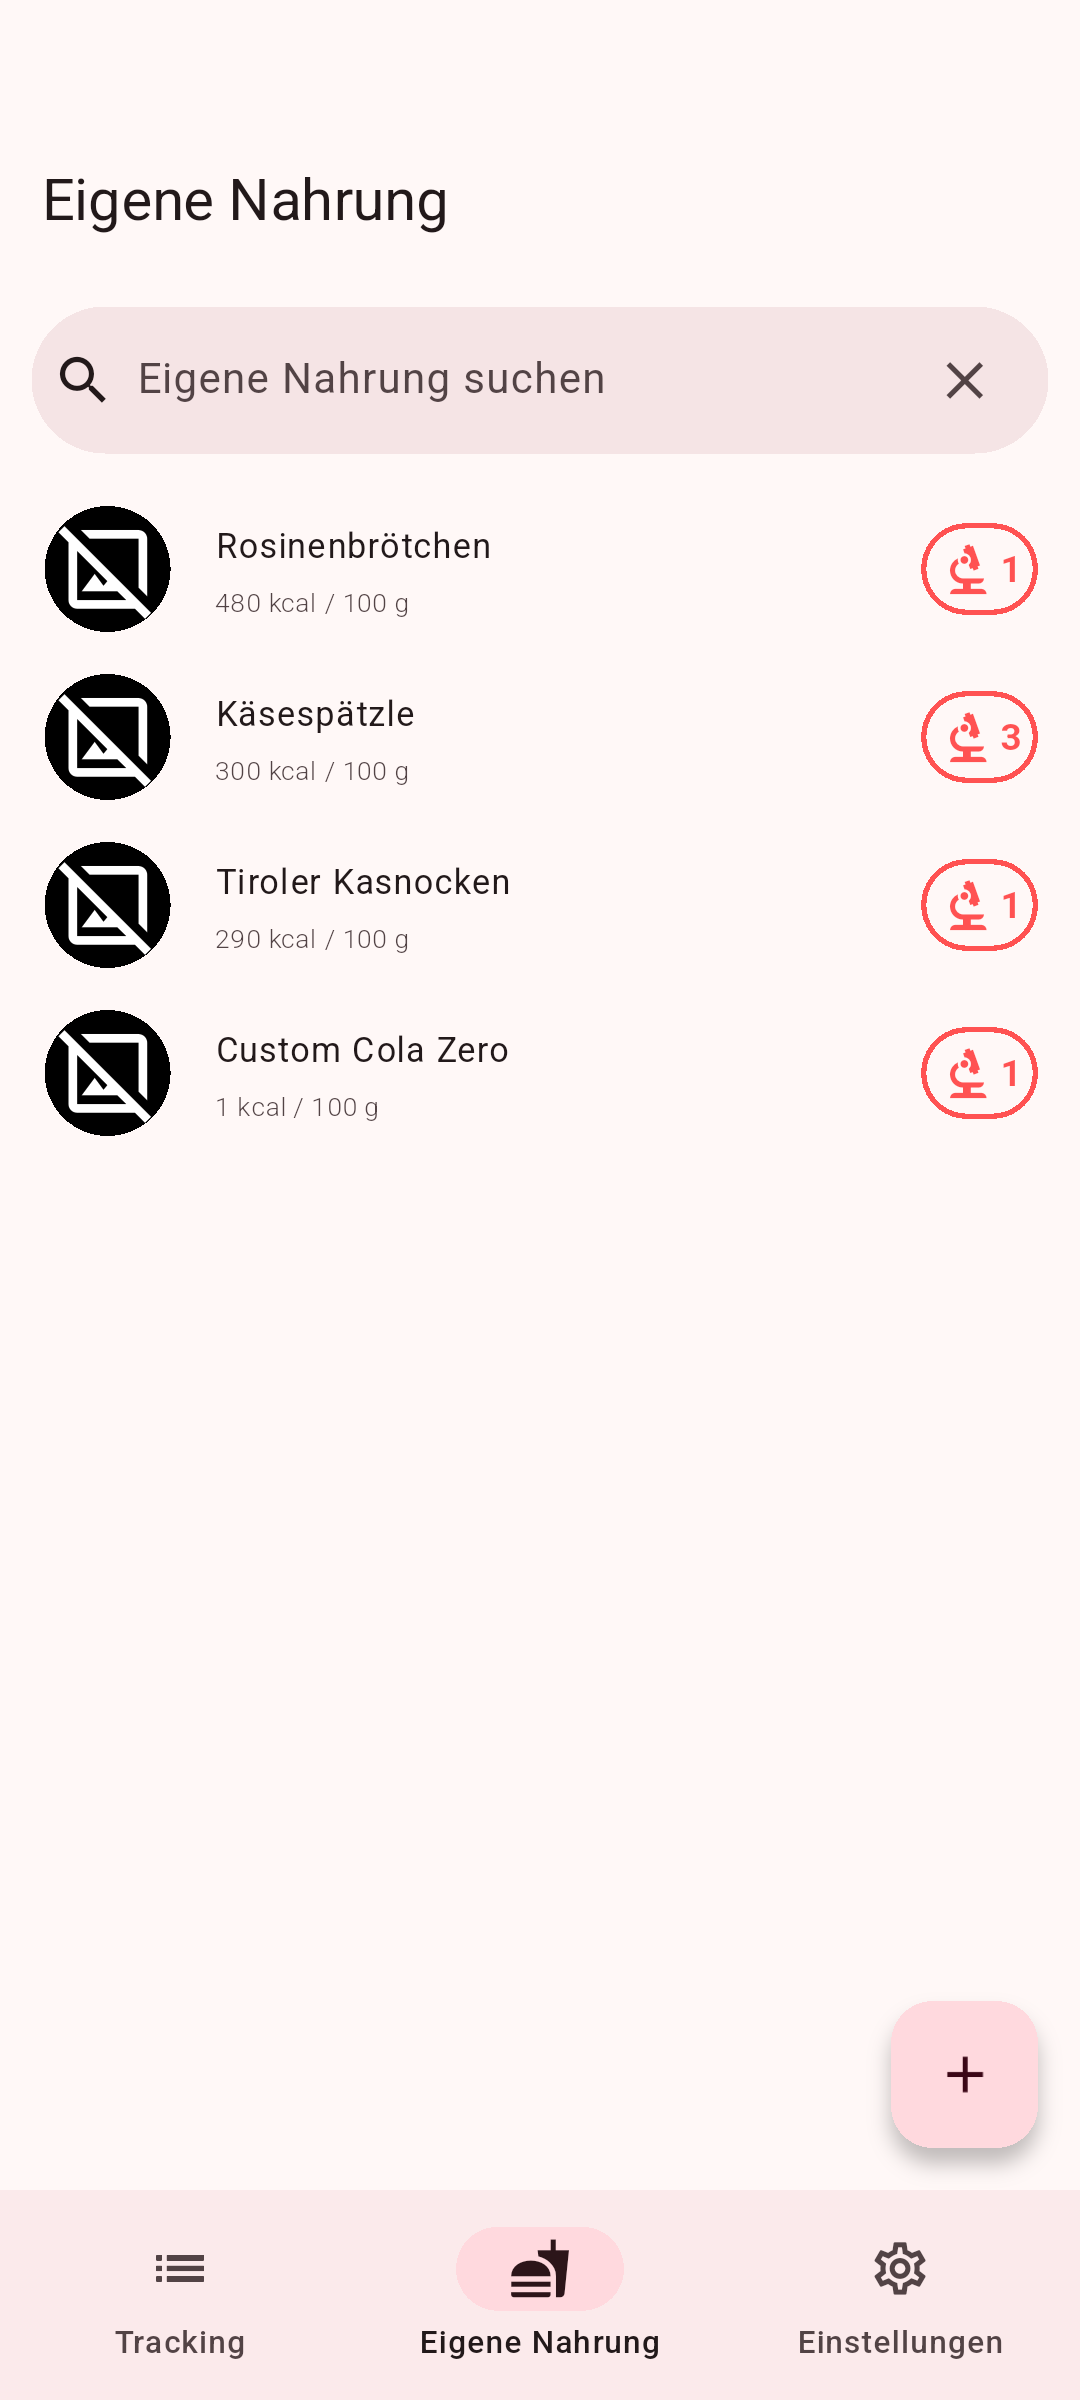 Eigene Nahrung
Eigene Nahrung suchen
Rosinenbrötchen
480 kcal / 100 g
1
Käsespätzle
300 kcal / 100 g
3
Tiroler Kasnocken
290 kcal / 100 g
1
Custom Cola Zero
1 kcal / 100 g
1
Tracking
Eigene Nahrung
Einstellungen